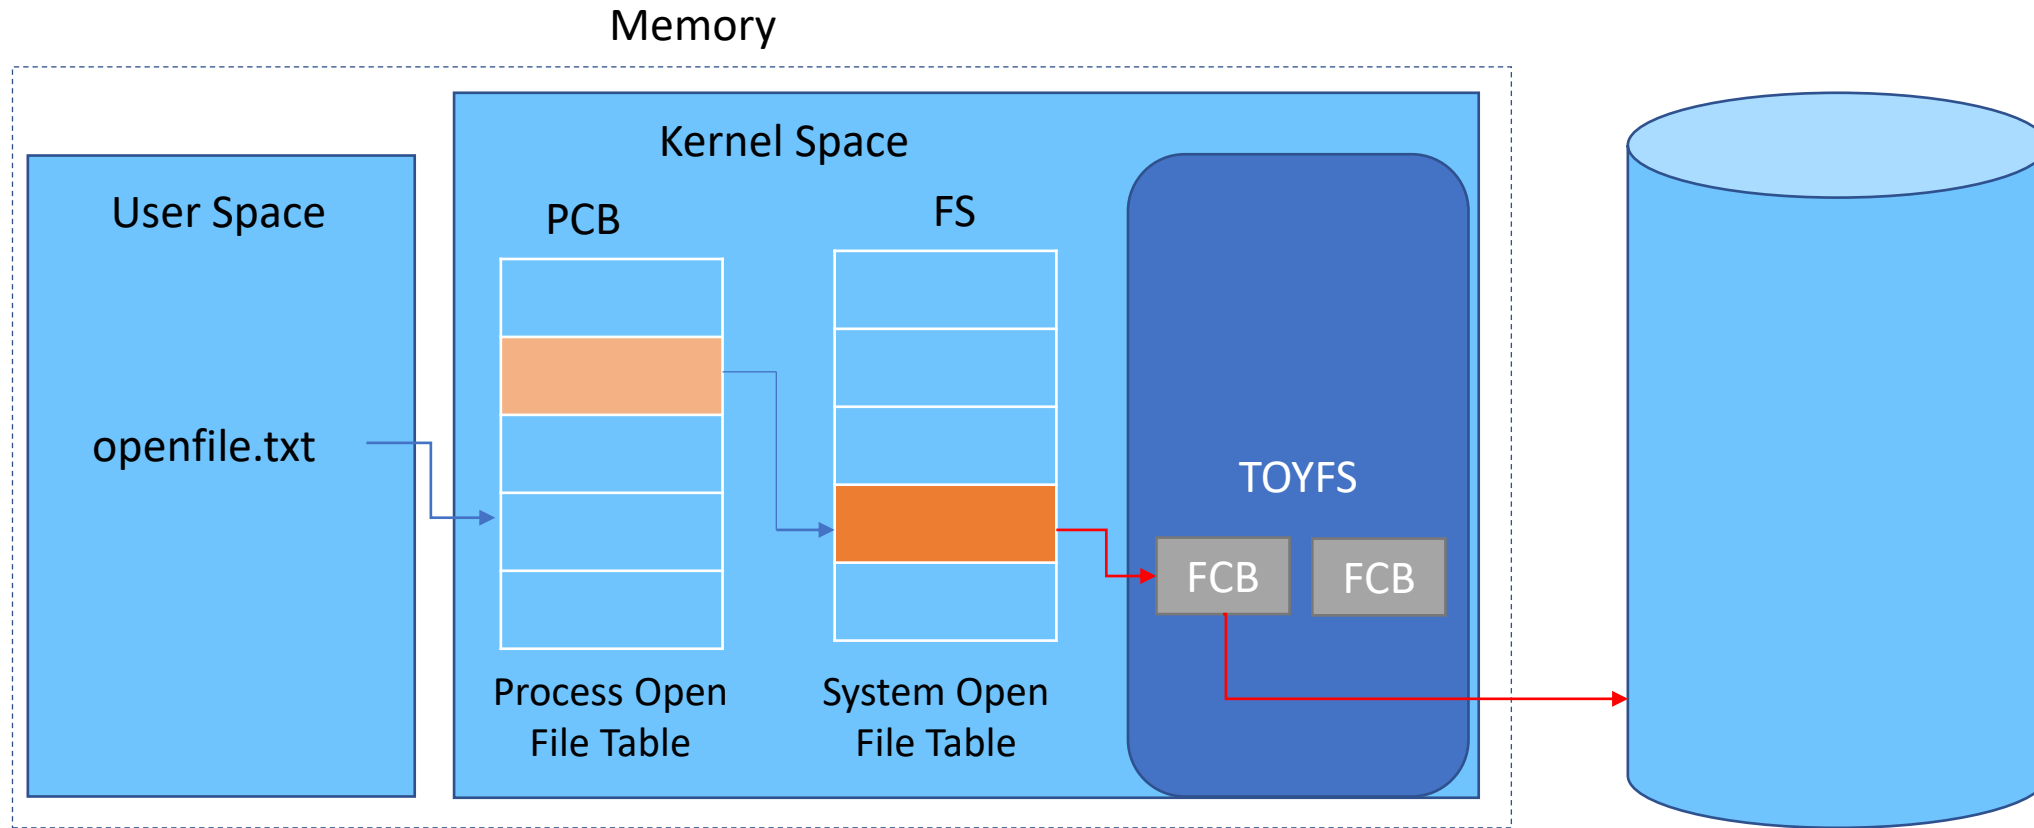 Memory
Kernel Space
User Space
PCB
FS
openfile.txt
TOYFS
FCB
FCB
Process Open
File Table
System Open
File Table